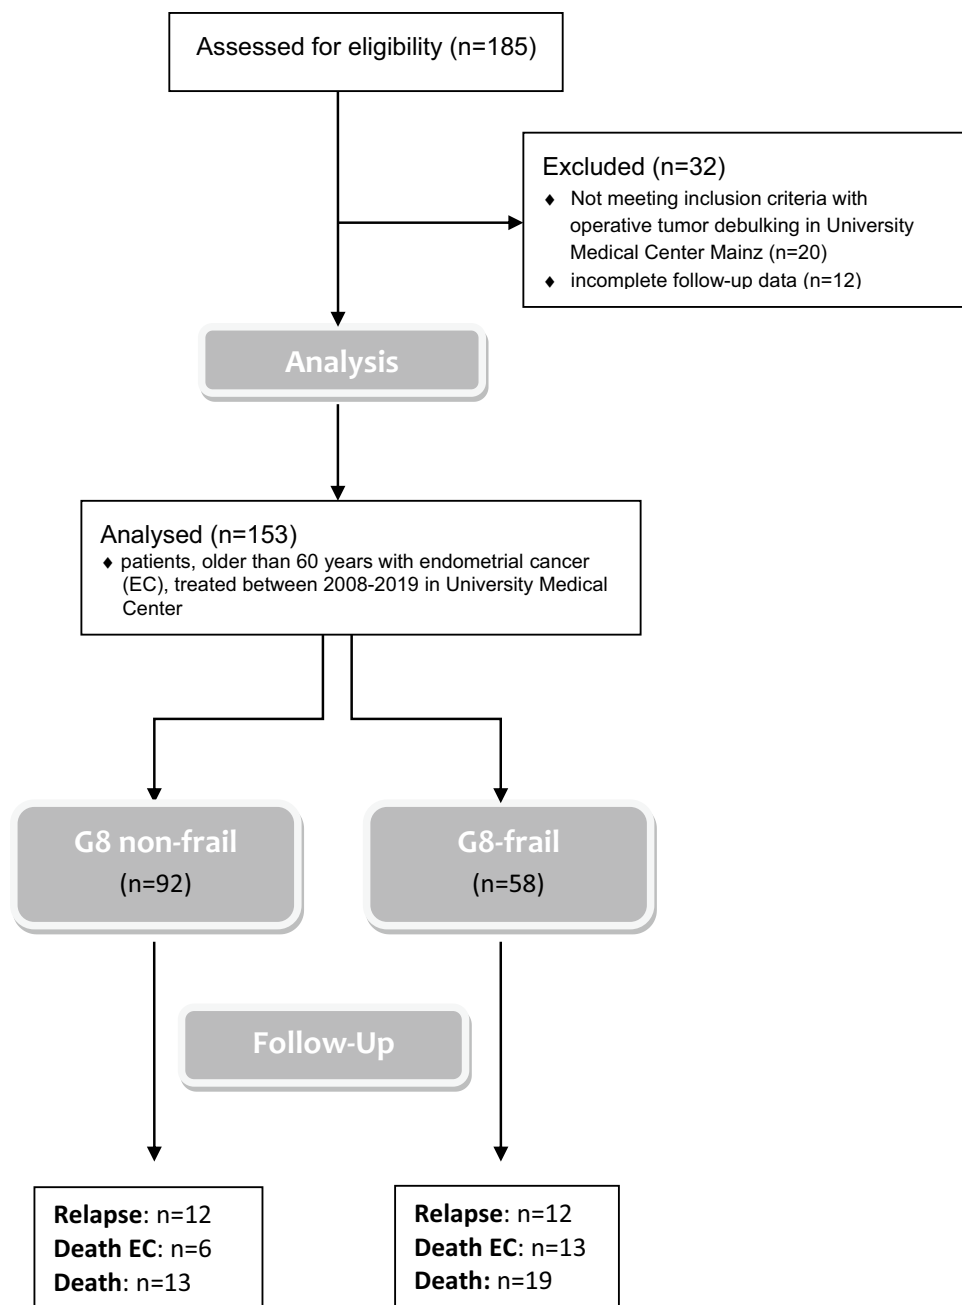 Assessed for eligibility (n=185)
Excluded (n=32)
♦ Not meeting inclusion criteria with
operative tumor debulking in University
Medical Center Mainz (n=20)
♦ incomplete follow-up data (n=12)
Analysis
Analysed (n=153)
♦ patients, older than 60 years with endometrial cancer
(EC), treated between 2008-2019 in University Medical
Center
G8 non-frail
(n=92)
G8-frail
(n=58)
Follow-Up
Relapse: n=12
Death EC: n=6
Death: n=13
Relapse: n=12
Death EC: n=13
Death: n=19